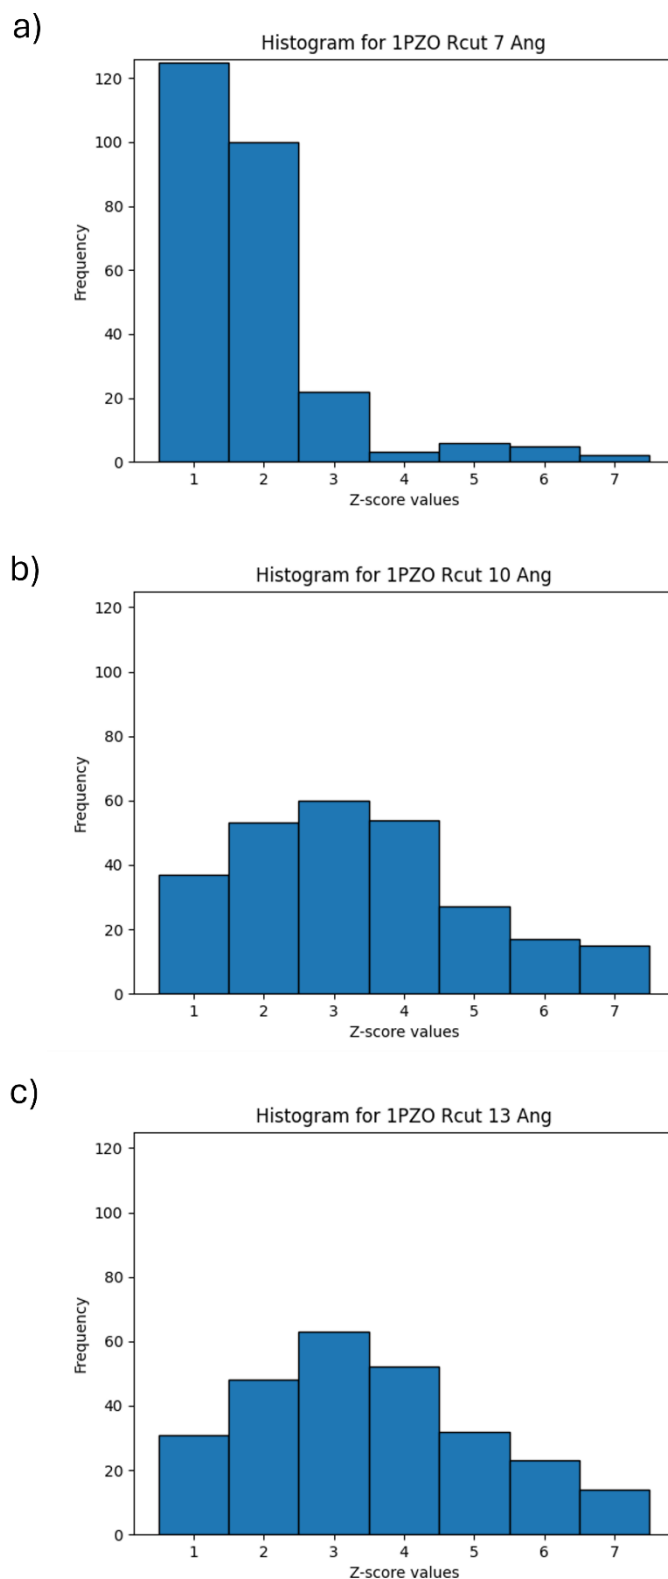 a)
Histogram for 1PZO Rcut 7 Ang
120
100
80
60
40
20
0
Frequency
1 2 3 4 5 6 7
Z-score values
b)
Histogram for 1PZO Rcut 10 Ang
120
100
80
60
40
20
0
Frequency
1 2 3 4 5 6 7
Z-score values
c)
Histogram for 1PZO Rcut 13 Ang
120
100
80
60
40
20
0
Frequency
1 2 3 4 5 6 7
Z-score values